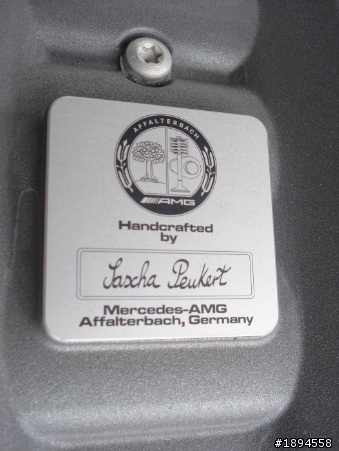 AFFALTERBACH
AMG
Handcrafted
by
Sascha Peukert
Mercedes-AMG
Affalterbach, Germany
#1894558